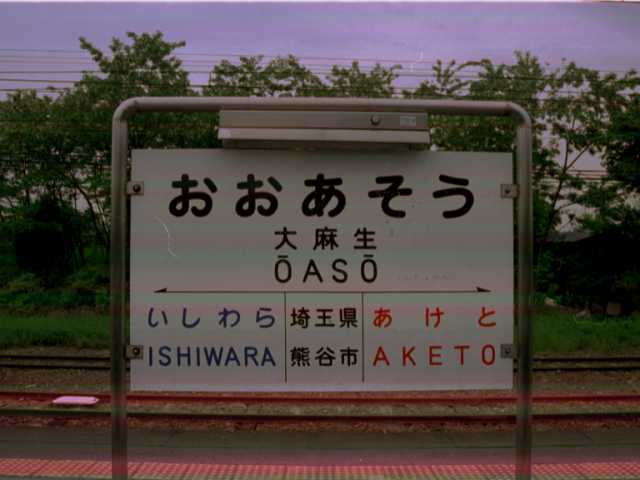 おおあそう
大麻生
ŌASŌ
いしわら 埼玉県 あけと
ISHIWARA 熊谷市 AKETO